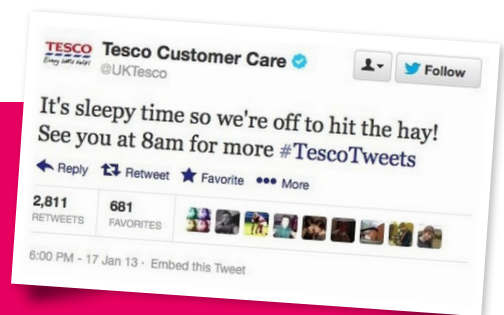 TESCO
Every little helps
Tesco Customer Care
@UKTesco
Follow
It's sleepy time so we're off to hit the hay!
See you at 8am for more #TescoTweets
Reply Retweet Favorite More
2,811
RETWEETS
681
FAVORITES
6:00 PM - 17 Jan 13 · Embed this Tweet